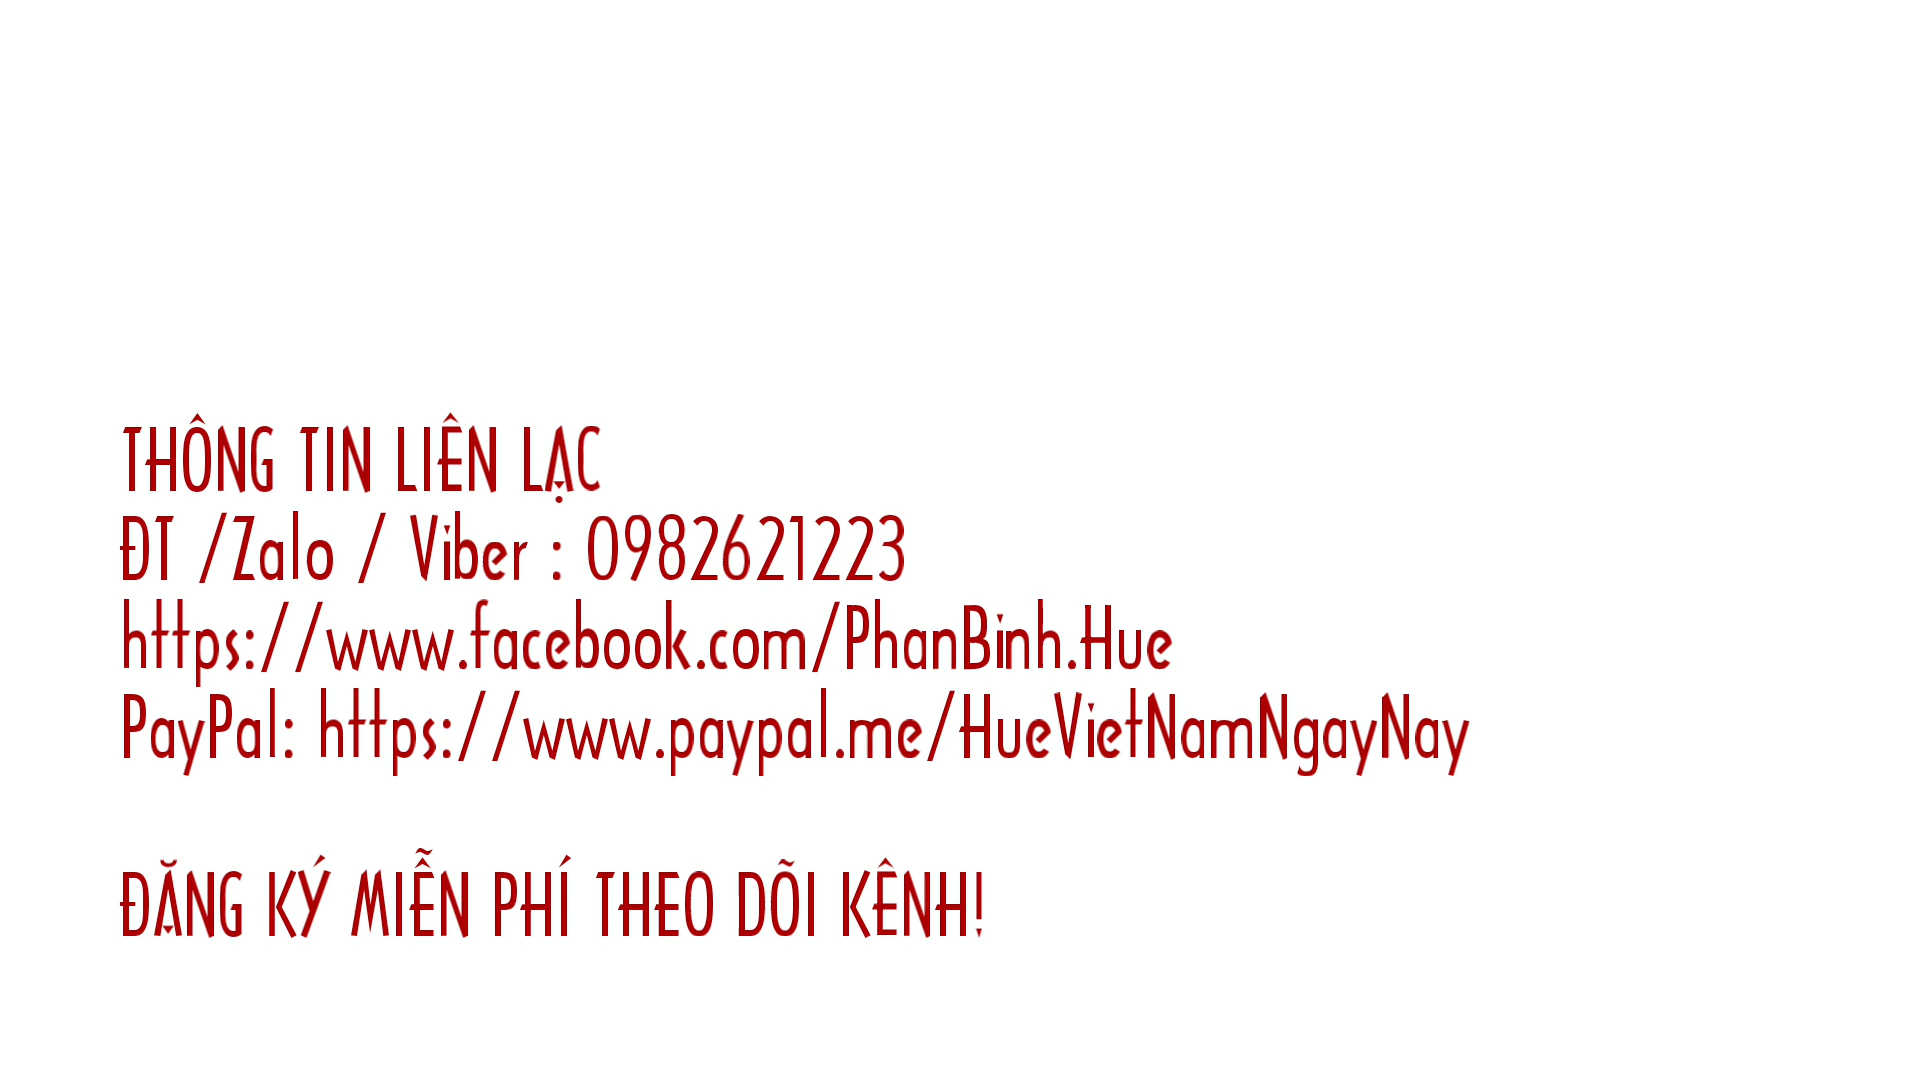 THÔNG TIN LIÊN LẠC
ĐT /Zalo / Viber : 0982621223
https://www.facebook.com/PhanBinh.Hue
PayPal: https://www.paypal.me/HueVietNamNgayNay
ĐĂNG KÝ MIỄN PHÍ THEO DÕI KÊNH!